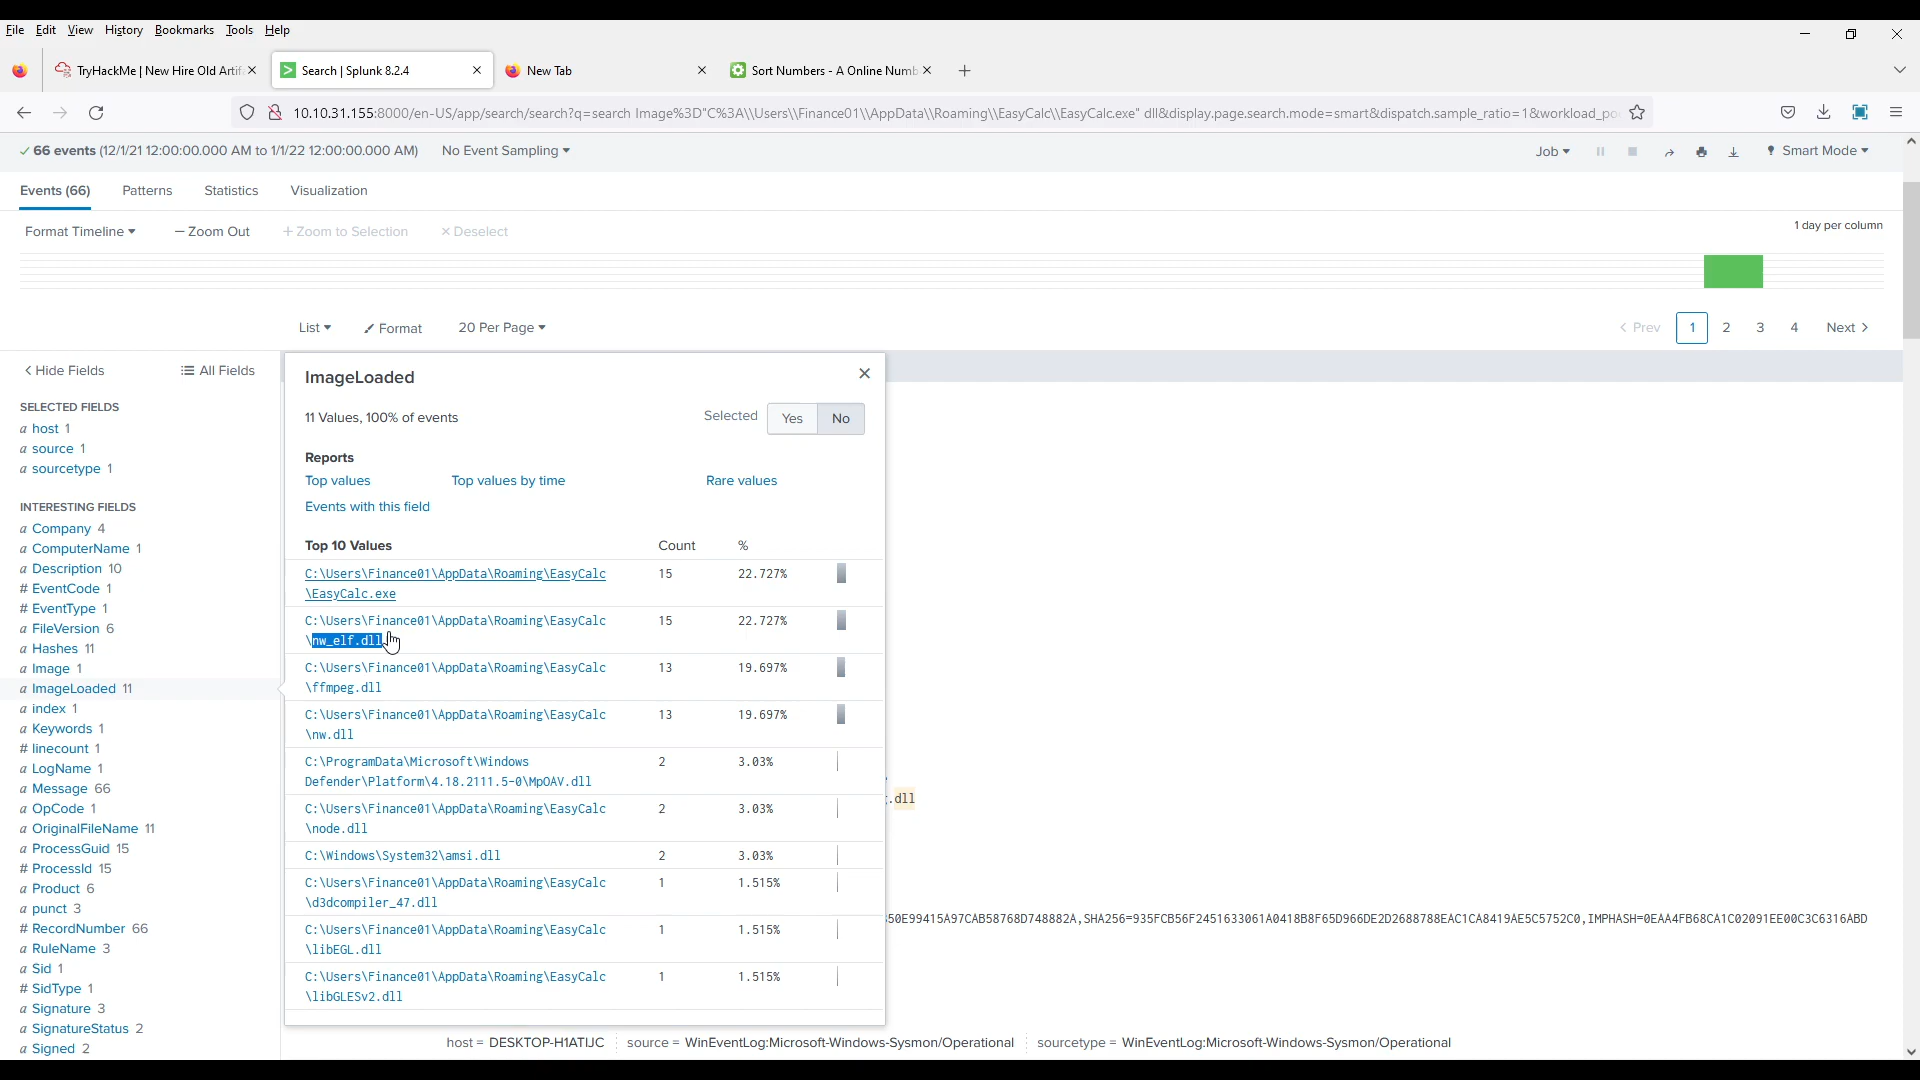 File Edit View History Bookmarks Tools Help
TryHackMe | New Hire Old Artif
Search | Splunk 8.2.4
New Tab
Sort Numbers - A Online Numb
10.10.31.155:8000/en-US/app/search/search?q=search Image%3D"C%3A\\Users\\Finance01\\AppData\\Roaming\\EasyCalc\\EasyCalc.exe" dll&display.page.search.mode=smart&dispatch.sample_ratio=1&workload_po
66 events (12/1/21 12:00:00.000 AM to 1/1/22 12:00:00.000 AM) No Event Sampling
Job Smart Mode
Events (66) Patterns Statistics Visualization
Format Timeline — Zoom Out + Zoom to Selection × Deselect
1 day per column
List Format 20 Per Page
< Prev 1 2 3 4 Next >
< Hide Fields All Fields
SELECTED FIELDS
a host 1
a source 1
a sourcetype 1
INTERESTING FIELDS
a Company 4
a ComputerName 1
a Description 10
# EventCode 1
# EventType 1
a FileVersion 6
a Hashes 11
a Image 1
a ImageLoaded 11
a index 1
a Keywords 1
# linecount 1
a LogName 1
a Message 66
a OpCode 1
a OriginalFileName 11
a ProcessGuid 15
# ProcessId 15
a Product 6
a punct 3
# RecordNumber 66
a RuleName 3
a Sid 1
# SidType 1
a Signature 3
a SignatureStatus 2
a Signed 2
ImageLoaded
11 Values, 100% of events
Selected Yes No
Reports
Top values Top values by time Rare values
Events with this field
Top 10 Values Count %
C:\Users\Finance01\AppData\Roaming\EasyCalc 15 22.727%
\EasyCalc.exe
C:\Users\Finance01\AppData\Roaming\EasyCalc 15 22.727%
\nw_elf.dll
C:\Users\Finance01\AppData\Roaming\EasyCalc 13 19.697%
\ffmpeg.dll
C:\Users\Finance01\AppData\Roaming\EasyCalc 13 19.697%
\nw.dll
C:\ProgramData\Microsoft\Windows 2 3.03%
Defender\Platform\4.18.2111.5-0\MpOAV.dll
C:\Users\Finance01\AppData\Roaming\EasyCalc 2 3.03%
\node.dll
C:\Windows\System32\amsi.dll 2 3.03%
C:\Users\Finance01\AppData\Roaming\EasyCalc 1 1.515%
\d3dcompiler_47.dll
C:\Users\Finance01\AppData\Roaming\EasyCalc 1 1.515%
\libEGL.dll
C:\Users\Finance01\AppData\Roaming\EasyCalc 1 1.515%
\libGLESv2.dll
.dll
50E99415A97CAB58768D748882A,SHA256=935FCB56F2451633061A0418B8F65D966DE2D2688788EAC1CA8419AE5C5752C0,IMPHASH=0EAA4FB68CA1C02091EE00C3C6316ABD
host = DESKTOP-H1ATIJC source = WinEventLog:Microsoft-Windows-Sysmon/Operational sourcetype = WinEventLog:Microsoft-Windows-Sysmon/Operational